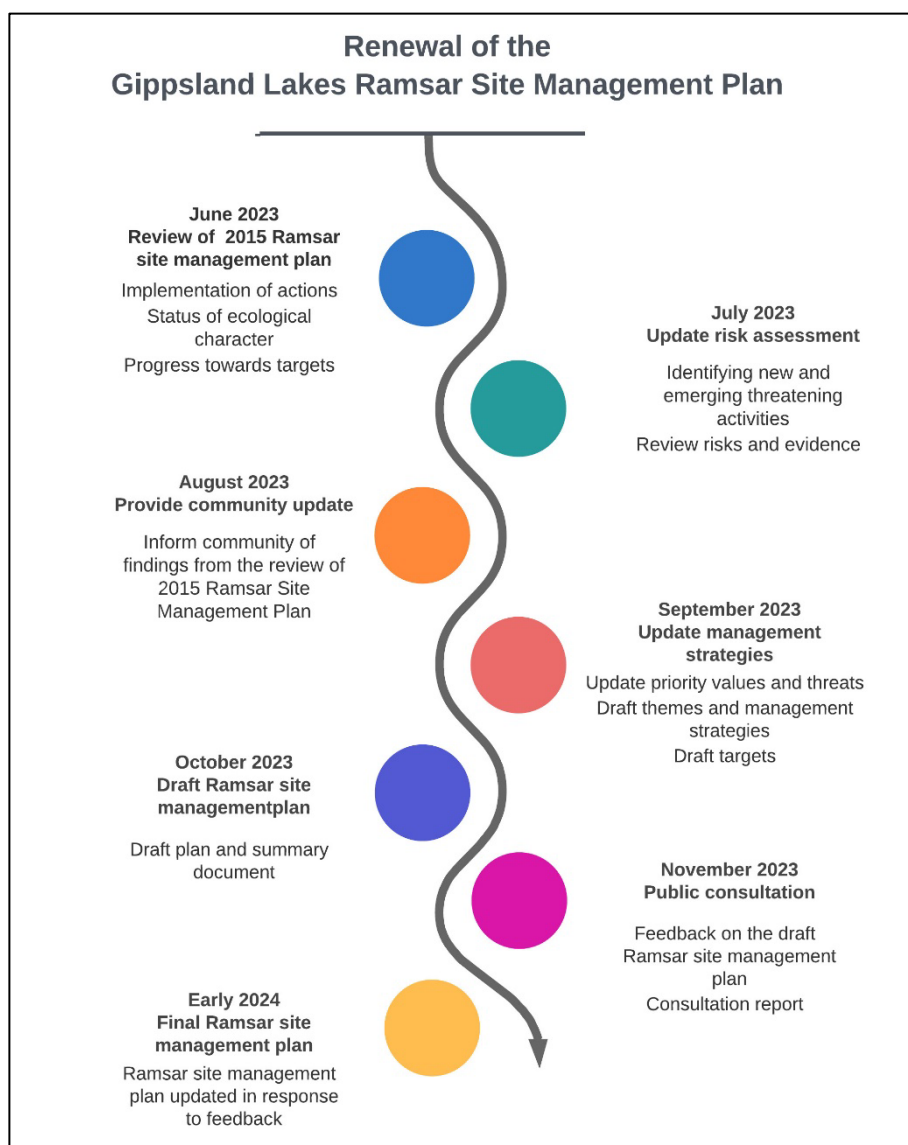 Renewal of the
Gippsland Lakes Ramsar Site Management Plan
June 2023
Review of 2015 Ramsar
site management plan
Implementation of actions
Status of ecological
character
Progress towards targets
July 2023
Update risk assessment
Identifying new and
emerging threatening
activities
Review risks and evidence
August 2023
Provide community update
Inform community of
findings from the review of
2015 Ramsar Site
Management Plan
September 2023
Update management
strategies
Update priority values and threats
Draft themes and management
strategies
Draft targets
October 2023
Draft Ramsar site
managementplan
Draft plan and summary
document
November 2023
Public consultation
Feedback on the draft
Ramsar site management
plan
Consultation report
Early 2024
Final Ramsar site
management plan
Ramsar site management
plan updated in response
to feedback